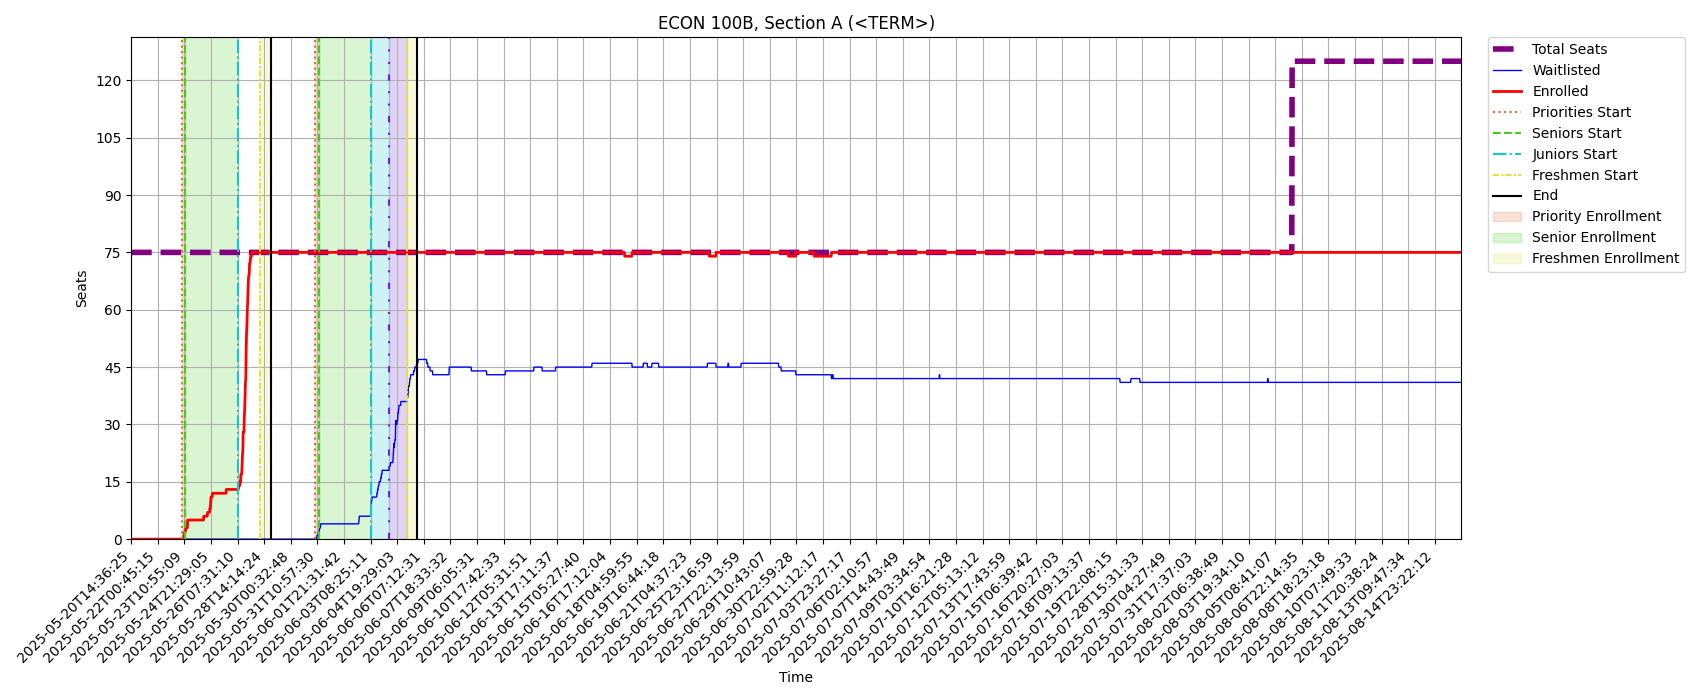 ECON 100B, Section A (<TERM>)
Total Seats
Waitlisted
Enrolled
Priorities Start
Seniors Start
Juniors Start
Freshmen Start
End
Priority Enrollment
Senior Enrollment
Freshmen Enrollment
Seats
120
105
90
75
60
45
30
15
0
2025-05-20T14:36:25
2025-05-22T00:45:15
2025-05-23T10:55:09
2025-05-24T21:29:05
2025-05-26T07:31:10
2025-05-28T14:14:24
2025-05-30T00:32:48
2025-05-31T10:57:30
2025-06-01T21:31:42
2025-06-03T08:25:11
2025-06-04T19:29:03
2025-06-06T07:12:31
2025-06-07T18:33:32
2025-06-09T06:05:31
2025-06-10T17:42:33
2025-06-12T05:31:51
2025-06-13T17:11:37
2025-06-15T05:27:40
2025-06-16T17:12:04
2025-06-18T04:59:55
2025-06-19T16:44:18
2025-06-21T04:37:23
2025-06-25T23:16:59
2025-06-27T22:13:59
2025-06-29T10:43:07
2025-06-30T22:59:28
2025-07-02T11:12:17
2025-07-03T23:27:17
2025-07-06T02:10:57
2025-07-07T14:43:49
2025-07-09T03:34:54
2025-07-10T16:21:28
2025-07-12T05:13:12
2025-07-13T17:43:59
2025-07-15T06:39:42
2025-07-16T20:27:03
2025-07-18T09:13:37
2025-07-19T22:08:15
2025-07-28T15:31:33
2025-07-30T04:27:49
2025-07-31T17:37:03
2025-08-02T06:38:49
2025-08-03T19:34:10
2025-08-05T08:41:07
2025-08-06T22:14:35
2025-08-08T18:23:18
2025-08-10T07:49:33
2025-08-11T20:38:24
2025-08-13T09:47:34
2025-08-14T23:22:12
Time